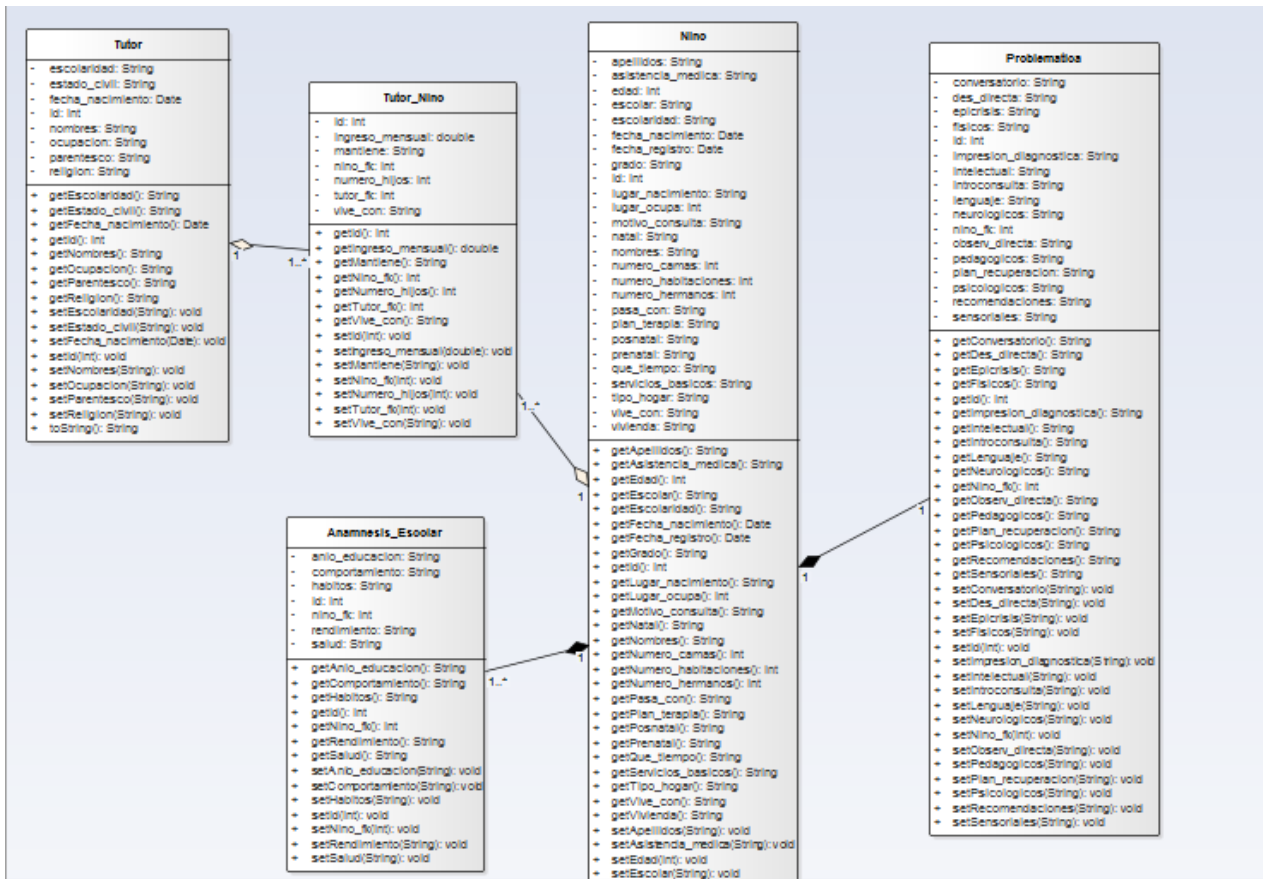 Tutor
- escolaridad: String
- estado_civil: String
- fecha_nacimiento: Date
- id: int
- nombres: String
- ocupacion: String
- parentesco: String
- religion: String
+ getEscolaridad(): String
+ getEstado_civil(): String
+ getFecha_nacimiento(): Date
+ getId(): int
+ getNombres(): String
+ getOcupacion(): String
+ getParentesco(): String
+ getReligion(): String
+ setEscolaridad(String): void
+ setEstado_civil(String): void
+ setFecha_nacimiento(Date): void
+ setId(int): void
+ setNombres(String): void
+ setOcupacion(String): void
+ setParentesco(String): void
+ setReligion(String): void
+ toString(): String
1
1..*
Tutor_Nino
- id: int
- ingreso_mensual: double
- mantiene: String
- nino_fk: int
- numero_hijos: int
- tutor_fk: int
- vive_con: String
+ getId(): int
+ getIngreso_mensual(): double
+ getMantiene(): String
+ getNino_fk(): int
+ getNumero_hijos(): int
+ getTutor_fk(): int
+ getVive_con(): String
+ setId(int): void
+ setIngreso_mensual(double): void
+ setMantiene(String): void
+ setNino_fk(int): void
+ setNumero_hijos(int): void
+ setTutor_fk(int): void
+ setVive_con(String): void
1..*
1
Anamnesis_Escolar
- anio_educacion: String
- comportamiento: String
- habitos: String
- id: int
- nino_fk: int
- rendimiento: String
- salud: String
+ getAnio_educacion(): String
+ getComportamiento(): String
+ getHabitos(): String
+ getId(): int
+ getNino_fk(): int
+ getRendimiento(): String
+ getSalud(): String
+ setAnio_educacion(String): void
+ setComportamiento(String): void
+ setHabitos(String): void
+ setId(int): void
+ setNino_fk(int): void
+ setRendimiento(String): void
+ setSalud(String): void
1..*
1
Nino
- apellidos: String
- asistencia_medica: String
- edad: int
- escolar: String
- escolaridad: String
- fecha_nacimiento: Date
- fecha_registro: Date
- grado: String
- id: int
- lugar_nacimiento: String
- lugar_ocupa: int
- motivo_consulta: String
- natal: String
- nombres: String
- numero_camas: int
- numero_habitaciones: int
- numero_hermanos: int
- pasa_con: String
- plan_terapia: String
- posnatal: String
- prenatal: String
- que_tiempo: String
- servicios_basicos: String
- tipo_hogar: String
- vive_con: String
- vivienda: String
+ getApellidos(): String
+ getAsistencia_medica(): String
+ getEdad(): int
+ getEscolar(): String
+ getEscolaridad(): String
+ getFecha_nacimiento(): Date
+ getFecha_registro(): Date
+ getGrado(): String
+ getId(): int
+ getLugar_nacimiento(): String
+ getLugar_ocupa(): int
+ getMotivo_consulta(): String
+ getNatal(): String
+ getNombres(): String
+ getNumero_camas(): int
+ getNumero_habitaciones(): int
+ getNumero_hermanos(): int
+ getPasa_con(): String
+ getPlan_terapia(): String
+ getPosnatal(): String
+ getPrenatal(): String
+ getQue_tiempo(): String
+ getServicios_basicos(): String
+ getTipo_hogar(): String
+ getVive_con(): String
+ getVivienda(): String
+ setApellidos(String): void
+ setAsistencia_medica(String): void
+ setEdad(int): void
+ setEscolar(String): void
1
1
Problematica
- conversatorio: String
- des_directa: String
- epicrisis: String
- fisicos: String
- id: int
- impresion_diagnostica: String
- intelectual: String
- introconsulta: String
- lenguaje: String
- neurologicos: String
- nino_fk: int
- observ_directa: String
- pedagogicos: String
- plan_recuperacion: String
- psicologicos: String
- recomendaciones: String
- sensoriales: String
+ getConversatorio(): String
+ getDes_directa(): String
+ getEpicrisis(): String
+ getFisicos(): String
+ getId(): int
+ getImpresion_diagnostica(): String
+ getIntelectual(): String
+ getIntroconsulta(): String
+ getLenguaje(): String
+ getNeurologicos(): String
+ getNino_fk(): int
+ getObserv_directa(): String
+ getPedagogicos(): String
+ getPlan_recuperacion(): String
+ getPsicologicos(): String
+ getRecomendaciones(): String
+ getSensoriales(): String
+ setConversatorio(String): void
+ setDes_directa(String): void
+ setEpicrisis(String): void
+ setFisicos(String): void
+ setId(int): void
+ setImpresion_diagnostica(String): void
+ setIntelectual(String): void
+ setIntroconsulta(String): void
+ setLenguaje(String): void
+ setNeurologicos(String): void
+ setNino_fk(int): void
+ setObserv_directa(String): void
+ setPedagogicos(String): void
+ setPlan_recuperacion(String): void
+ setPsicologicos(String): void
+ setRecomendaciones(String): void
+ setSensoriales(String): void